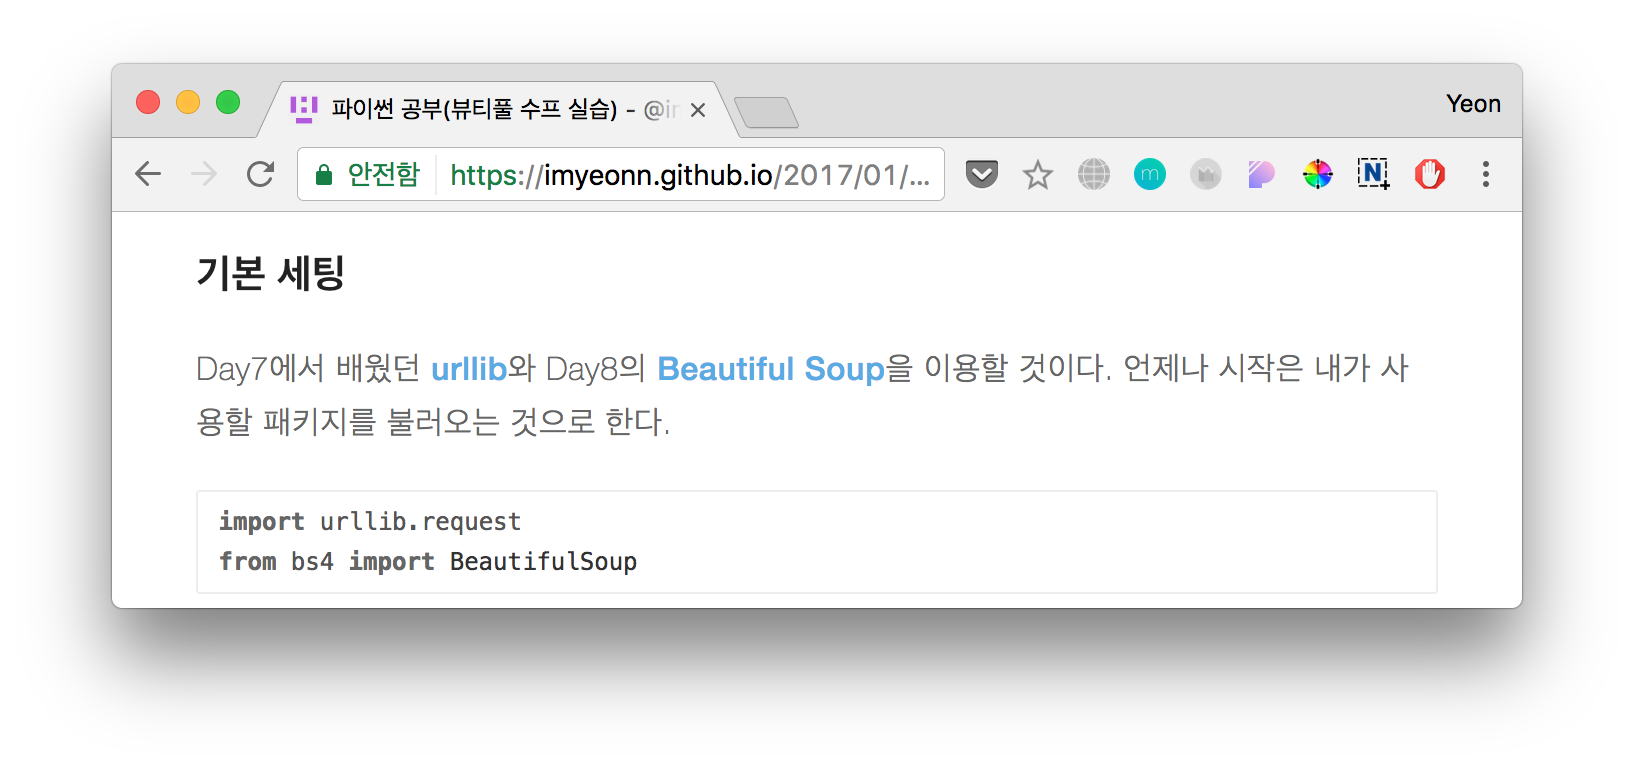 파이썬 공부(뷰티풀 수프 실습) - @i
Yeon
안전함 https://imyeonn.github.io/2017/01/...
기본 세팅
Day7에서 배웠던 urllib와 Day8의 Beautiful Soup을 이용할 것이다. 언제나 시작은 내가 사
용할 패키지를 불러오는 것으로 한다.
import urllib.request
from bs4 import BeautifulSoup